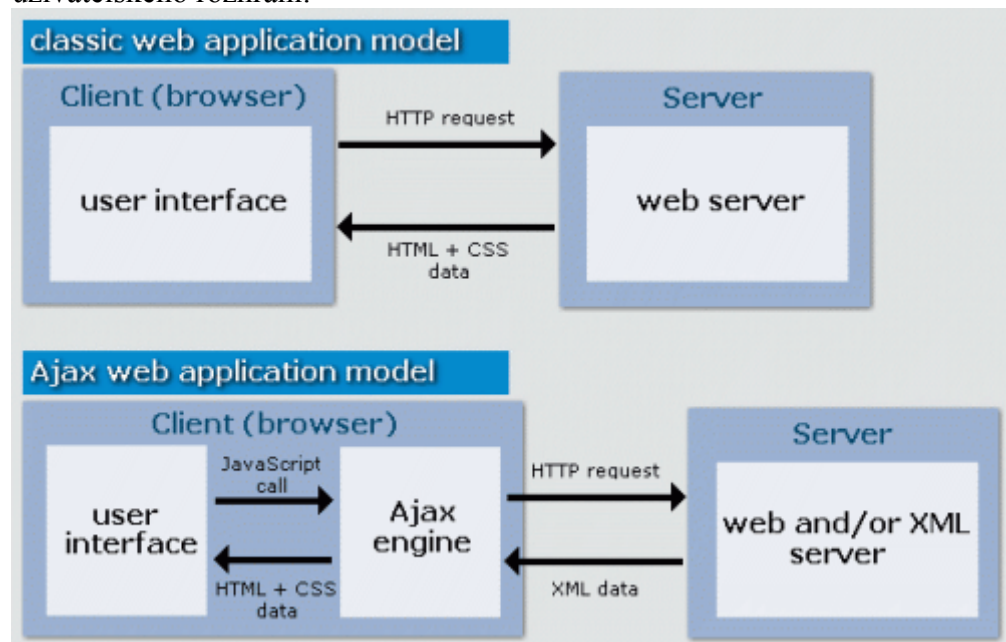 uživatelského rozhraní.
classic web application model
Client (browser)
user interface
HTTP request
HTML + CSS
data
Server
web server
Ajax web application model
Client (browser)
user
interface
JavaScript
call
HTML + CSS
data
Ajax
engine
HTTP request
XML data
Server
web and/or XML
server